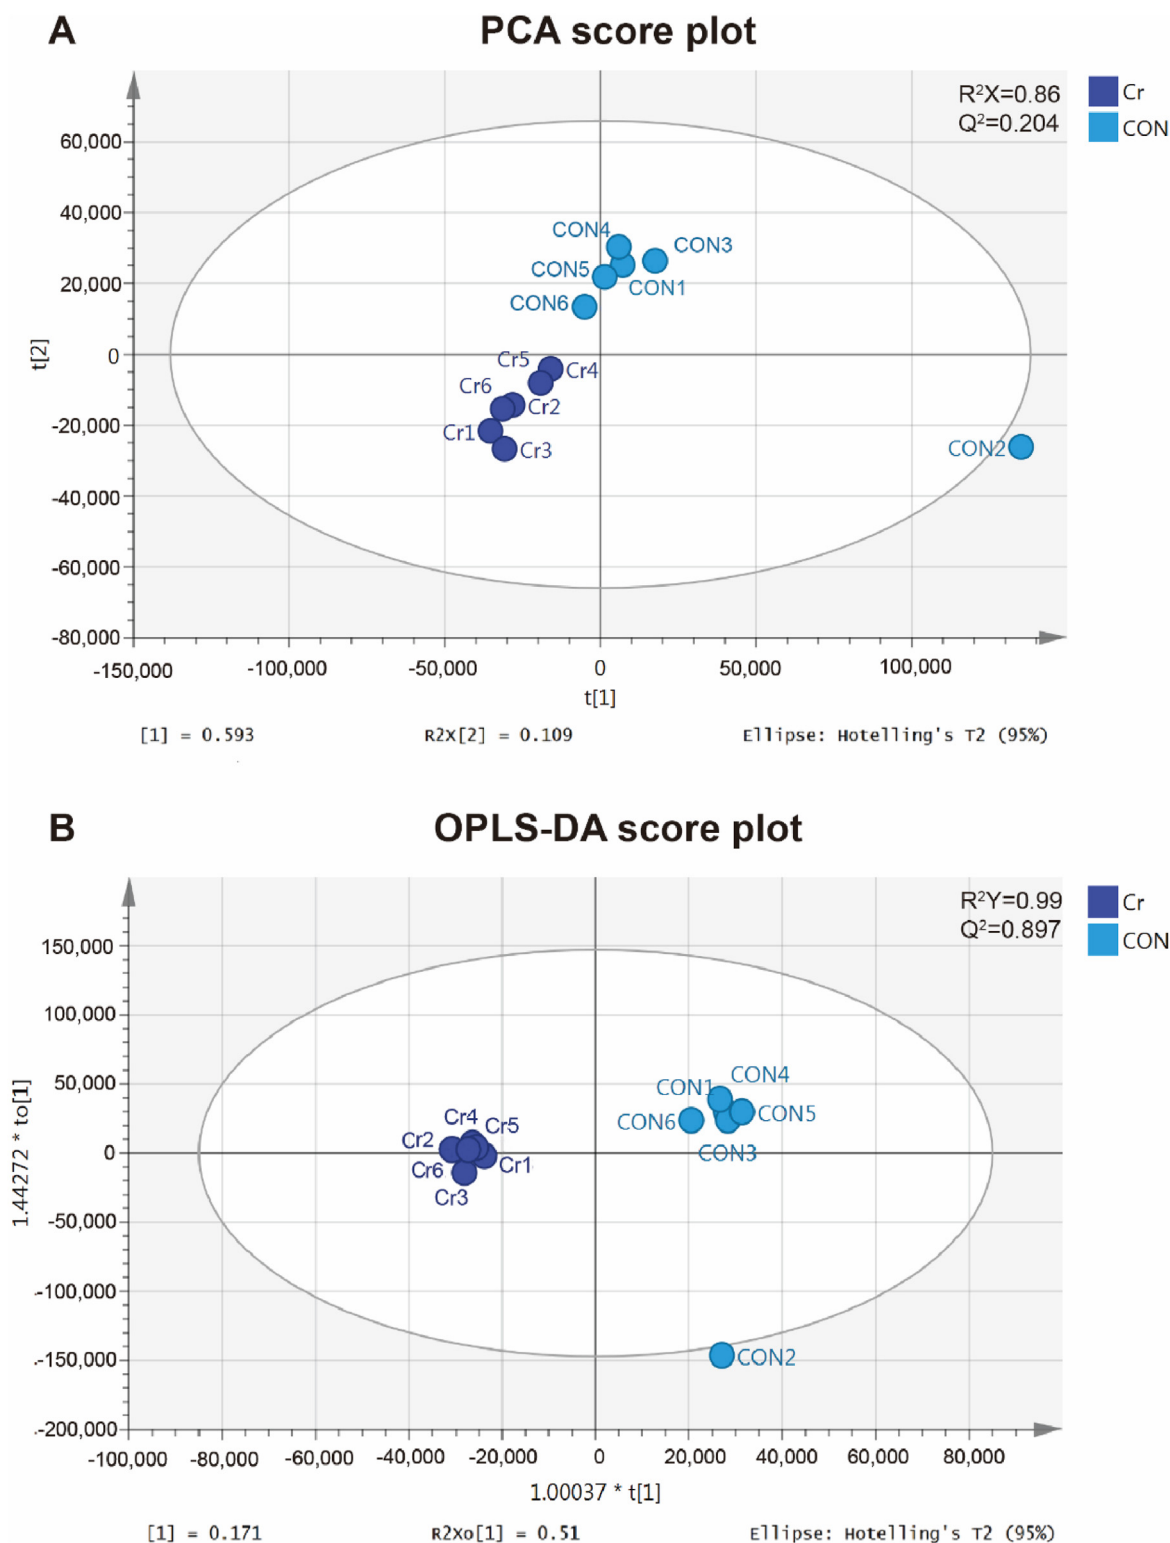 A
PCA score plot
R²X=0.86
Q²=0.204
Cr
CON
60,000
40,000
20,000
0
-20,000
-40,000
-60,000
-80,000
t[2]
CON4
CON3
CON5
CON1
CON6
Cr5
Cr4
Cr6
Cr2
Cr1
Cr3
CON2
-150,000
-100,000
-50,000
0
50,000
100,000
t[1]
[1] = 0.593
R2X[2] = 0.109
Ellipse: Hotelling's T2 (95%)
B
OPLS-DA score plot
R²Y=0.99
Q²=0.897
Cr
CON
150,000
100,000
50,000
0
-50,000
-100,000
-150,000
-200,000
1.44272 * to[1]
CON4
CON1
CON5
CON6
CON3
Cr4
Cr5
Cr2
Cr6
Cr1
Cr3
CON2
-100,000
-80,000
-60,000
-40,000
-20,000
0
20,000
40,000
60,000
80,000
1.00037 * t[1]
[1] = 0.171
R2Xo[1] = 0.51
Ellipse: Hotelling's T2 (95%)